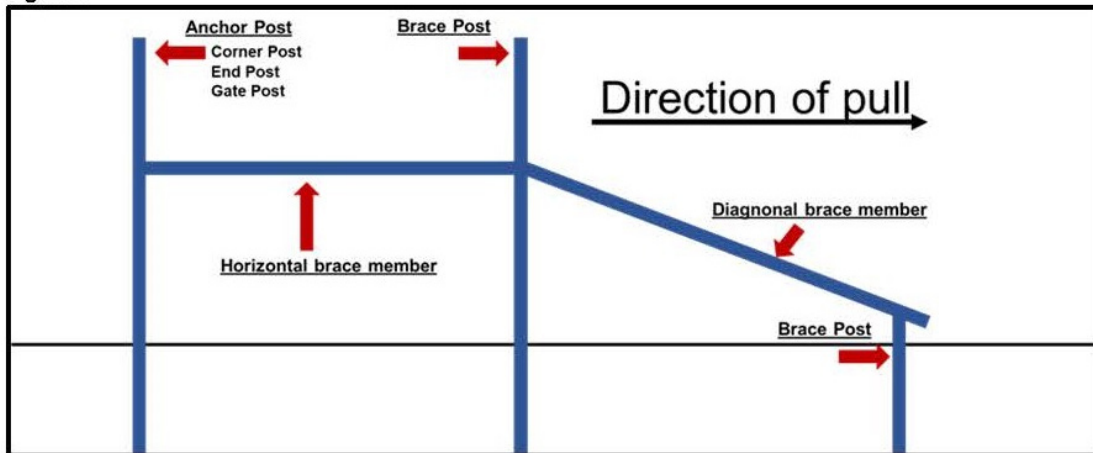 Anchor Post
Corner Post
End Post
Gate Post
Brace Post
Direction of pull
Diagnonal brace member
Horizontal brace member
Brace Post